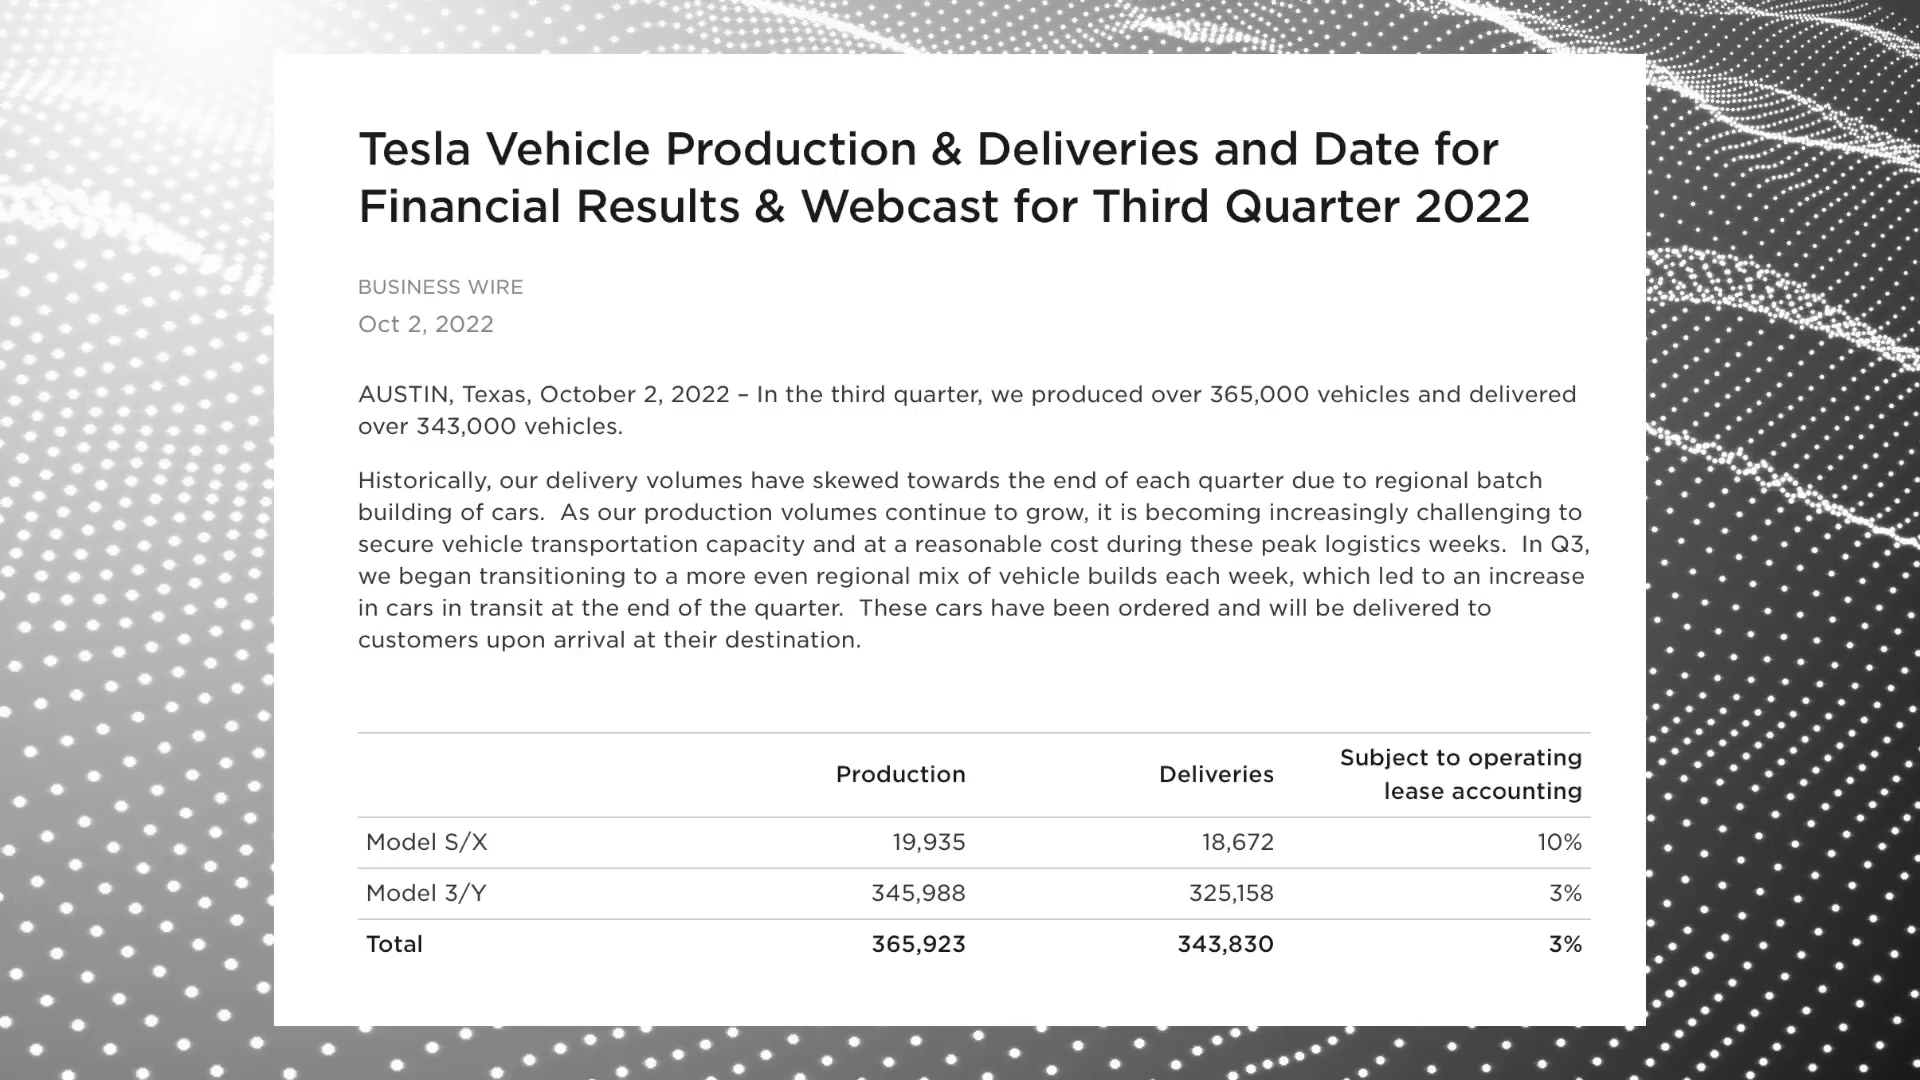 Tesla Vehicle Production & Deliveries and Date for
Financial Results & Webcast for Third Quarter 2022
BUSINESS WIRE
Oct 2, 2022
AUSTIN, Texas, October 2, 2022 – In the third quarter, we produced over 365,000 vehicles and delivered
over 343,000 vehicles.
Historically, our delivery volumes have skewed towards the end of each quarter due to regional batch
building of cars.  As our production volumes continue to grow, it is becoming increasingly challenging to
secure vehicle transportation capacity and at a reasonable cost during these peak logistics weeks.  In Q3,
we began transitioning to a more even regional mix of vehicle builds each week, which led to an increase
in cars in transit at the end of the quarter.  These cars have been ordered and will be delivered to
customers upon arrival at their destination.
Production Deliveries Subject to operating
lease accounting
Model S/X 19,935 18,672 10%
Model 3/Y 345,988 325,158 3%
Total 365,923 343,830 3%